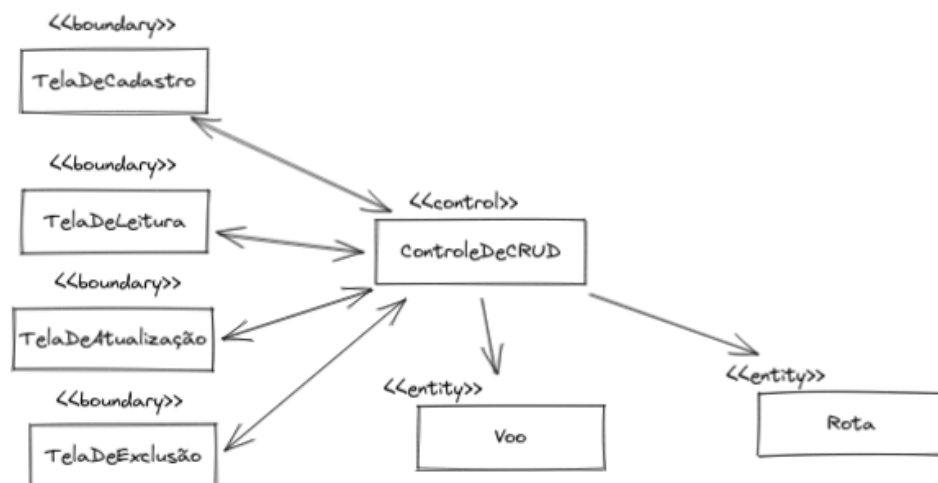 <<boundary>>
TelaDeCadastro
<<boundary>>
TelaDeLeitura
<<control>>
ControleDeCRUD
<<boundary>>
TelaDeAtualização
<<entity>>
Voo
<<entity>>
Rota
<<boundary>>
TelaDeExclusão